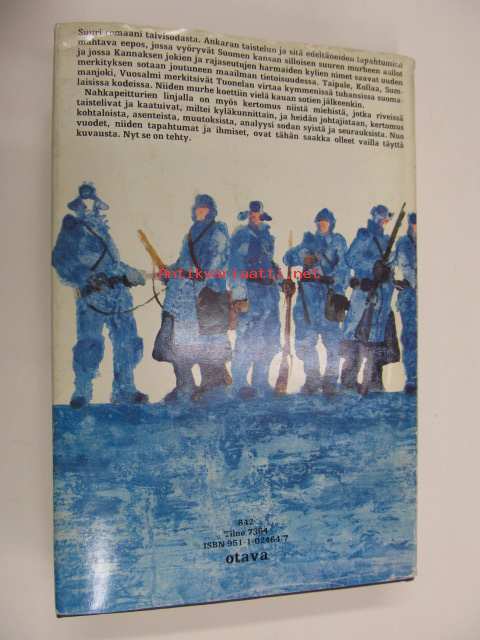 Suuri romaani talvisodasta. Ankaran taistelun ja sitä edeltäneiden tapahtumien
mahtava eepos, jossa vyöryvät Suomen kansan silloisen suuren murheen aallot
ja jossa Kannaksen jokien ja rajaseutujen harmaiden kylien nimet saavat uuden
merkityksen sotaan joutuneen maailman tietoisuudessa. Taipale, Kollaa, Sum-
manjoki, Vuosalmi merkitsivät Tuonelan virtaa kymmenissä tuhansissa suoma-
laisissa kodeissa. Niiden murhe koettiin vielä kauan sotien jälkeenkin.
Nahkapeitturien linjalla on myös kertomus niistä miehistä, jotka riveissä
taistelivat ja kaatuivat, miltei kyläkunnittain, ja heidän johtajistaan, kertomus
kohtaloista, asenteista, muutoksista, analyysi sodan syistä ja seurauksista. Nuo
vuodet, niiden tapahtumat ja ihmiset, ovat tähän saakka olleet vailla täyttä
kuvausta. Nyt se on tehty.
Antikvariaatti.net
842
Tilno 7364
ISBN 951-1-02464-7
otava